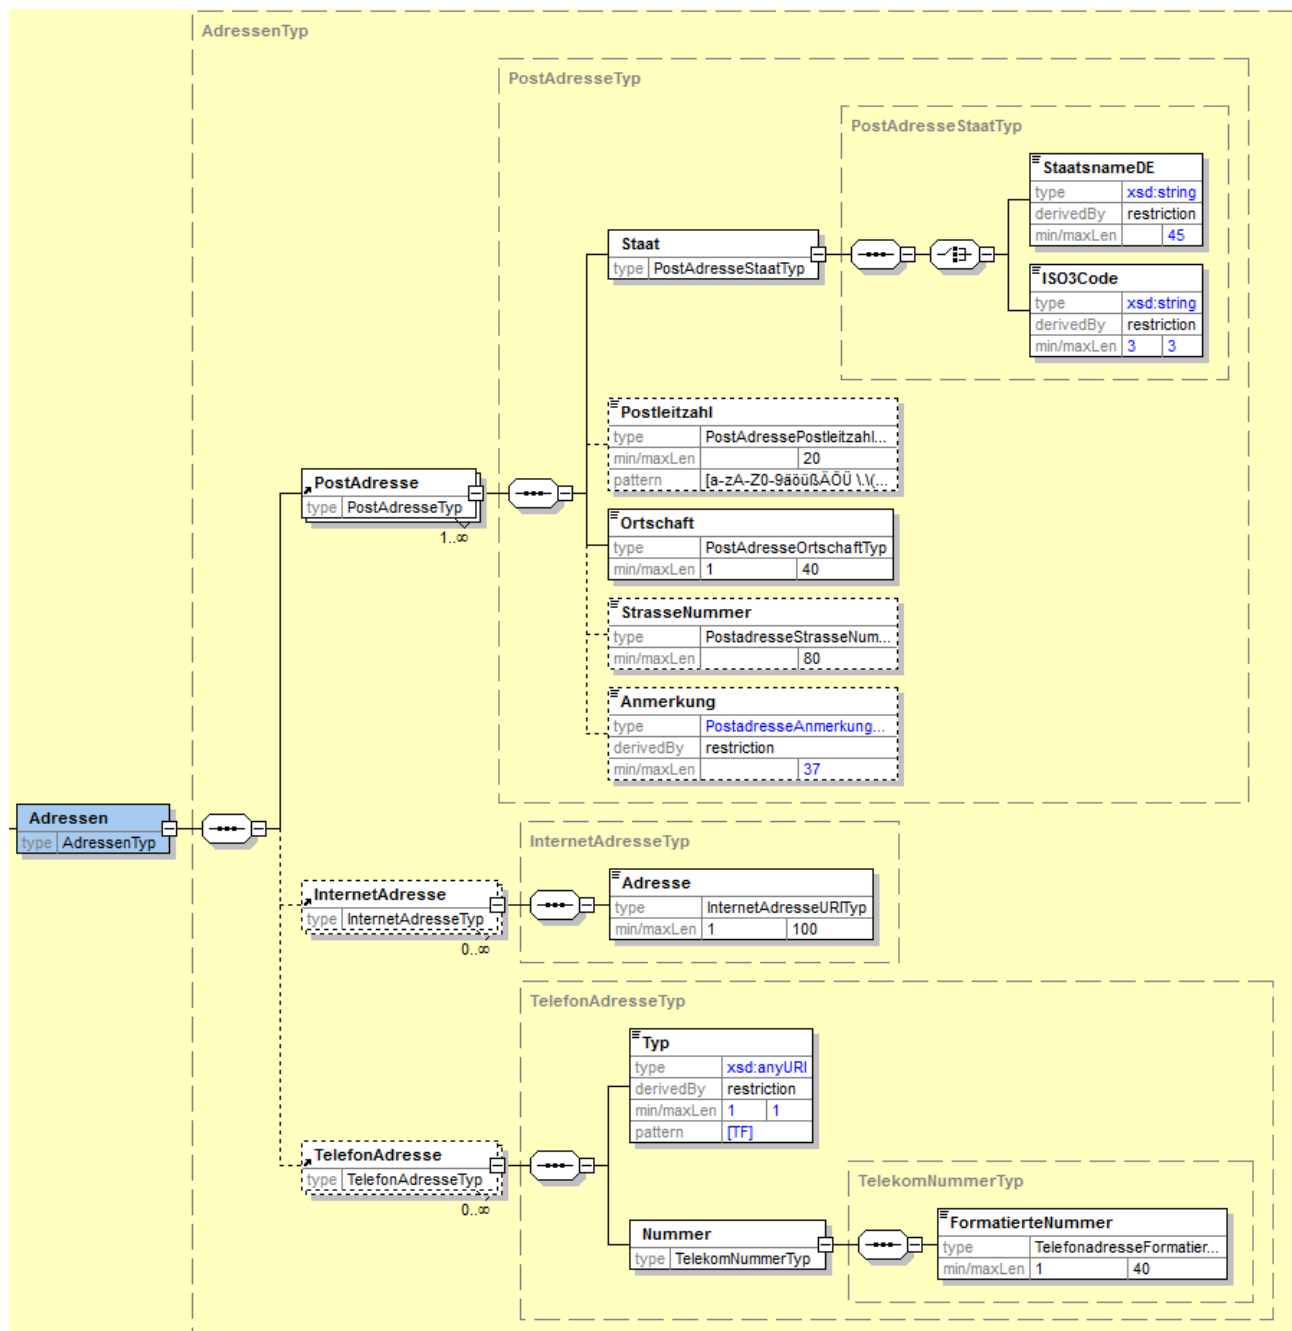 AdressenTyp
PostAdresseTyp
PostAdresseStaatTyp
StaatsnameDE
type xsd:string
derivedBy restriction
min/maxLen 45
Staat
type PostAdresseStaatTyp
ISO3Code
type xsd:string
derivedBy restriction
min/maxLen 3 3
Postleitzahl
type PostAdressePostleitzahl...
min/maxLen 20
pattern [a-zA-Z0-9äöüßÄÖÜ \.\(...
PostAdresse
type PostAdresseTyp
1..∞
Ortschaft
type PostAdresseOrtschaftTyp
min/maxLen 1 40
StrasseNummer
type PostadresseStrasseNum...
min/maxLen 80
Anmerkung
type PostadresseAnmerkung...
derivedBy restriction
min/maxLen 37
Adressen
type AdressenTyp
InternetAdresseTyp
InternetAdresse
type InternetAdresseTyp
0..∞
Adresse
type InternetAdresseURITyp
min/maxLen 1 100
TelefonAdresseTyp
Typ
type xsd:anyURI
derivedBy restriction
min/maxLen 1 1
pattern [TF]
TelefonAdresse
type TelefonAdresseTyp
0..∞
TelekomNummerTyp
Nummer
type TelekomNummerTyp
FormatierteNummer
type TelefonadresseFormatier...
min/maxLen 1 40